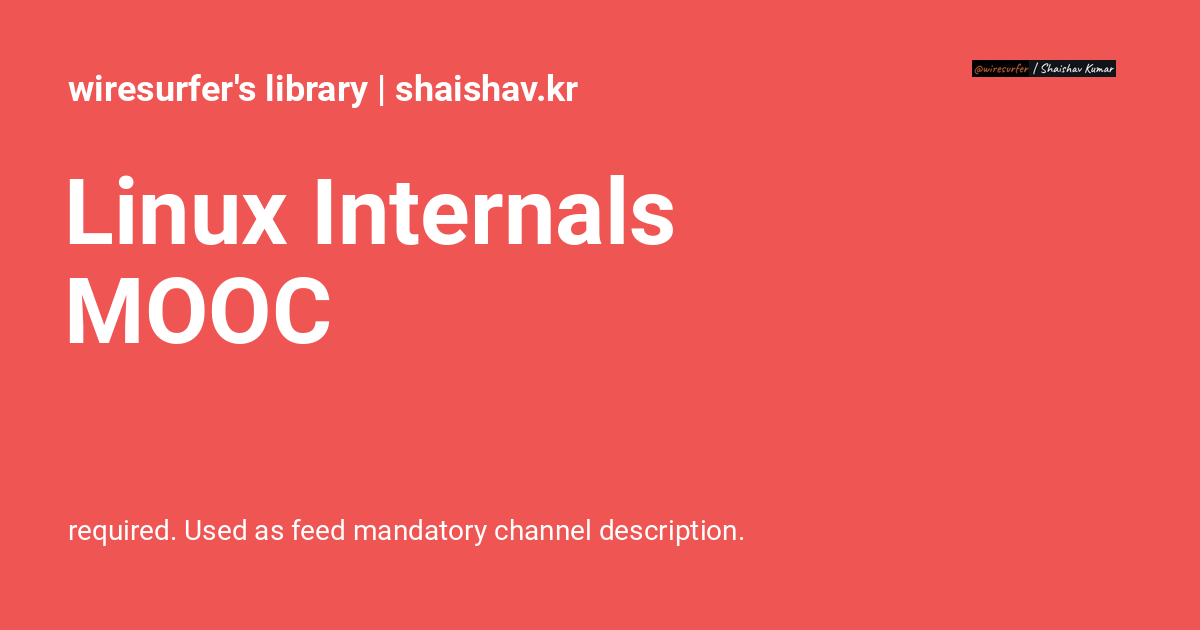 wiresurfer's library | shaishav.kr
@wiresurfer | Shaishav Kumar
Linux Internals
MOOC
required. Used as feed mandatory channel description.